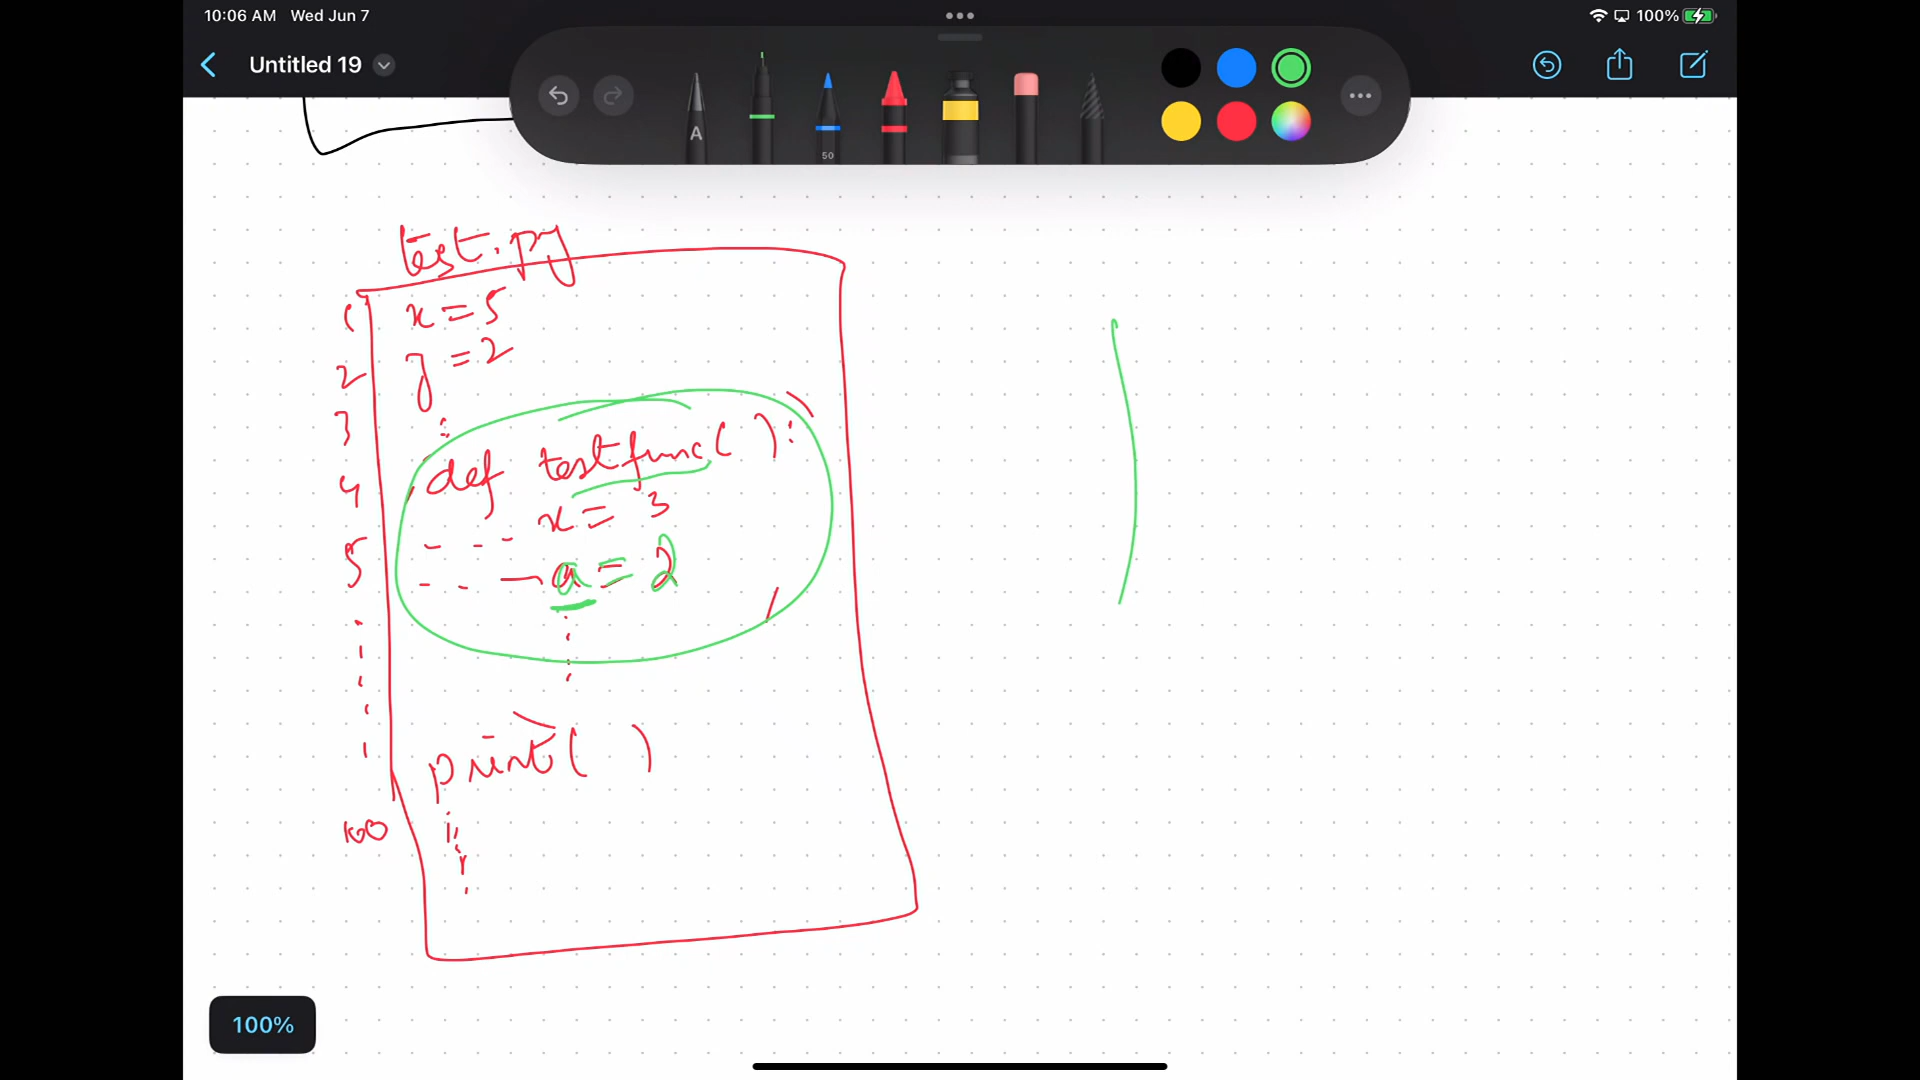 10:06 AM Wed Jun 7
100%
Untitled 19
A
50
test.py
1 x = 5
2 y = 2
3
def testfunc( ):
4
x = 3
5
a = 2
print( )
100
100%